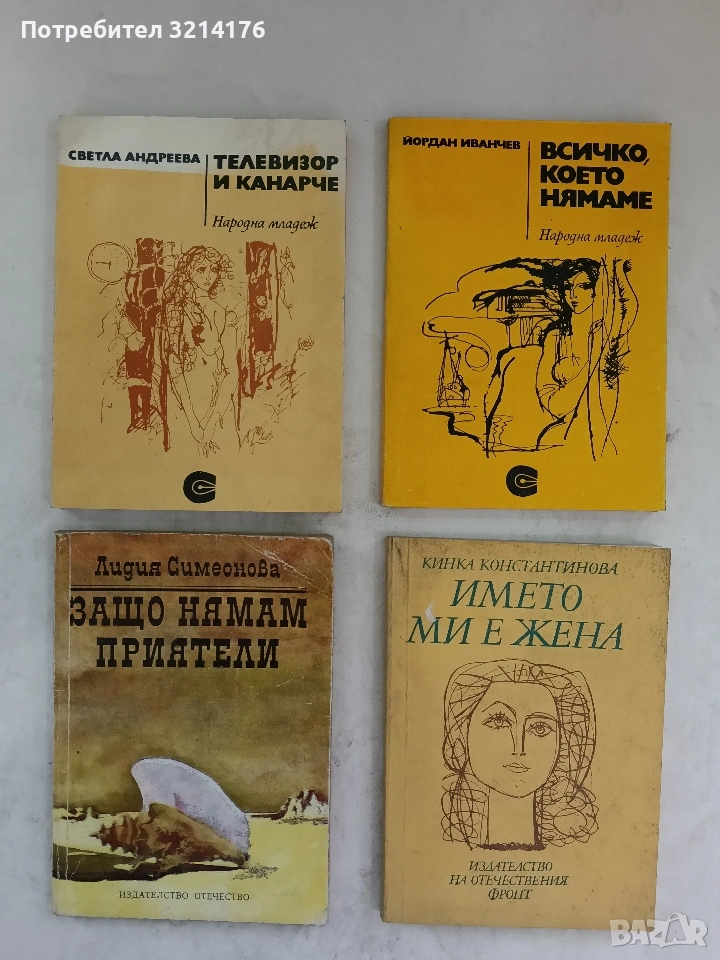 Потребител 3214176
СВЕТЛА АНДРЕЕВА
ТЕЛЕВИЗОР
И КАНАРЧЕ
Народна младеж
ЙОРДАН ИВАНЧЕВ
ВСИЧКО,
КОЕТО
НЯМАМЕ
Народна младеж
Лидия Симеонова
ЗАЩО НЯМАМ
ПРИЯТЕЛИ
ИЗДАТЕЛСТВО ОТЕЧЕСТВО
КИНКА КОНСТАНТИНОВА
ИМЕТО
МИ Е ЖЕНА
ИЗДАТЕЛСТВО
НА ОТЕЧЕСТВЕНИЯ
ФРОНТ
BAZAR